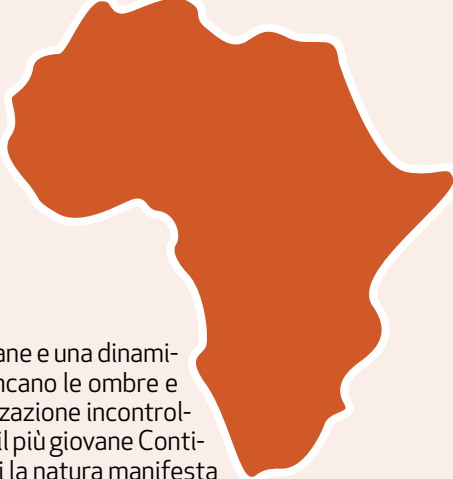 ane e una dinami-
ncano le ombre e
zazione incontrol-
il più giovane Conti-
i la natura manifesta